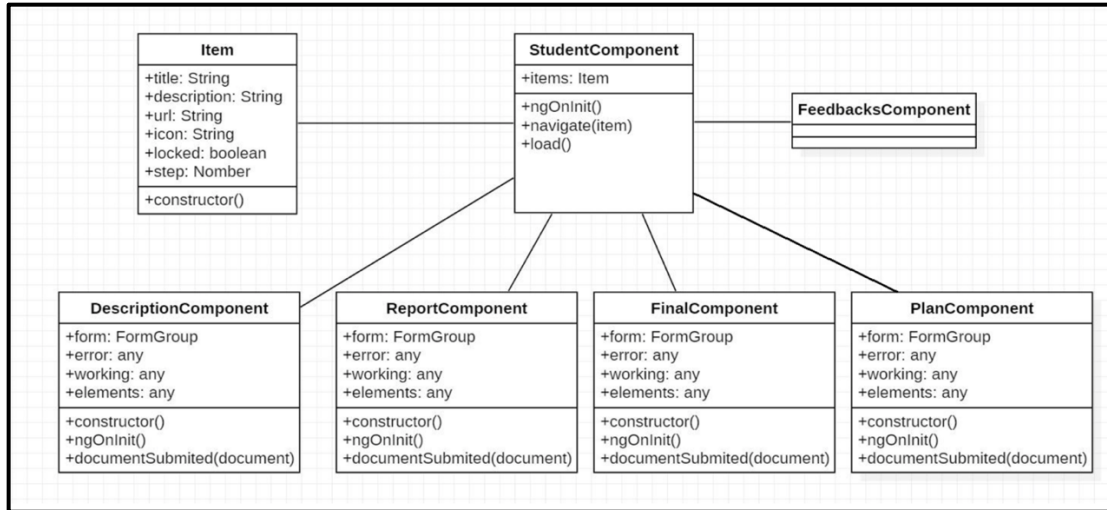 Item
+title: String
+description: String
+url: String
+icon: String
+locked: boolean
+step: Nomber
+constructor()
StudentComponent
+items: Item
+ngOnInit()
+navigate(item)
+load()
FeedbacksComponent
DescriptionComponent
+form: FormGroup
+error: any
+working: any
+elements: any
+constructor()
+ngOnInit()
+documentSubmited(document)
ReportComponent
+form: FormGroup
+error: any
+working: any
+elements: any
+constructor()
+ngOnInit()
+documentSubmited(document)
FinalComponent
+form: FormGroup
+error: any
+working: any
+elements: any
+constructor()
+ngOnInit()
+documentSubmited(document)
PlanComponent
+form: FormGroup
+error: any
+working: any
+elements: any
+constructor()
+ngOnInit()
+documentSubmited(document)